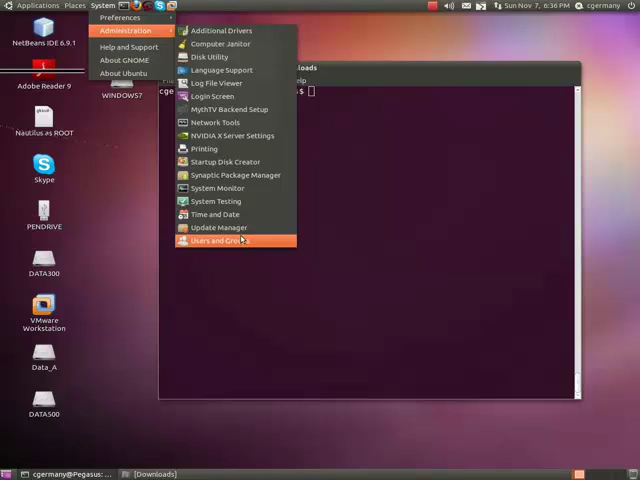 Applications Places System
Sun Nov 7, 6:36 PM cgermany
Preferences
Administration
Help and Support
About GNOME
About Ubuntu
Additional Drivers
Computer Janitor
Disk Utility
Language Support
Log File Viewer
Login Screen
MythTV Backend Setup
Network Tools
NVIDIA X Server Settings
Printing
Startup Disk Creator
Synaptic Package Manager
System Monitor
System Testing
Time and Date
Update Manager
Users and
NetBeans IDE 6.9.1
Adobe Reader 9
Nautilus as ROOT
Skype
PENDRIVE
DATA300
VMware
Workstation
Data_A
DATA500
WINDOWS7
cgermany@Pegasus:
[Downloads]